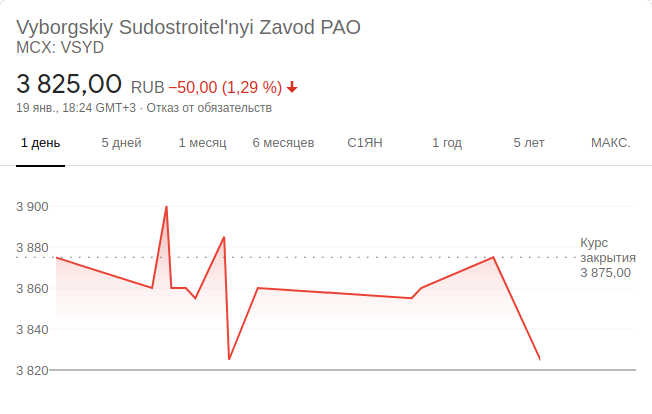 Vyborgskiy Sudostroitel'nyi Zavod PAO
MCX: VSYD
3 825,00 RUB −50,00 (1,29 %)
19 янв., 18:24 GMT+3 · Отказ от обязательств
1 день 5 дней 1 месяц 6 месяцев С1ЯН 1 год 5 лет МАКС.
3 900
3 880
3 860
3 840
3 820
Курс
закрытия
3 875,00